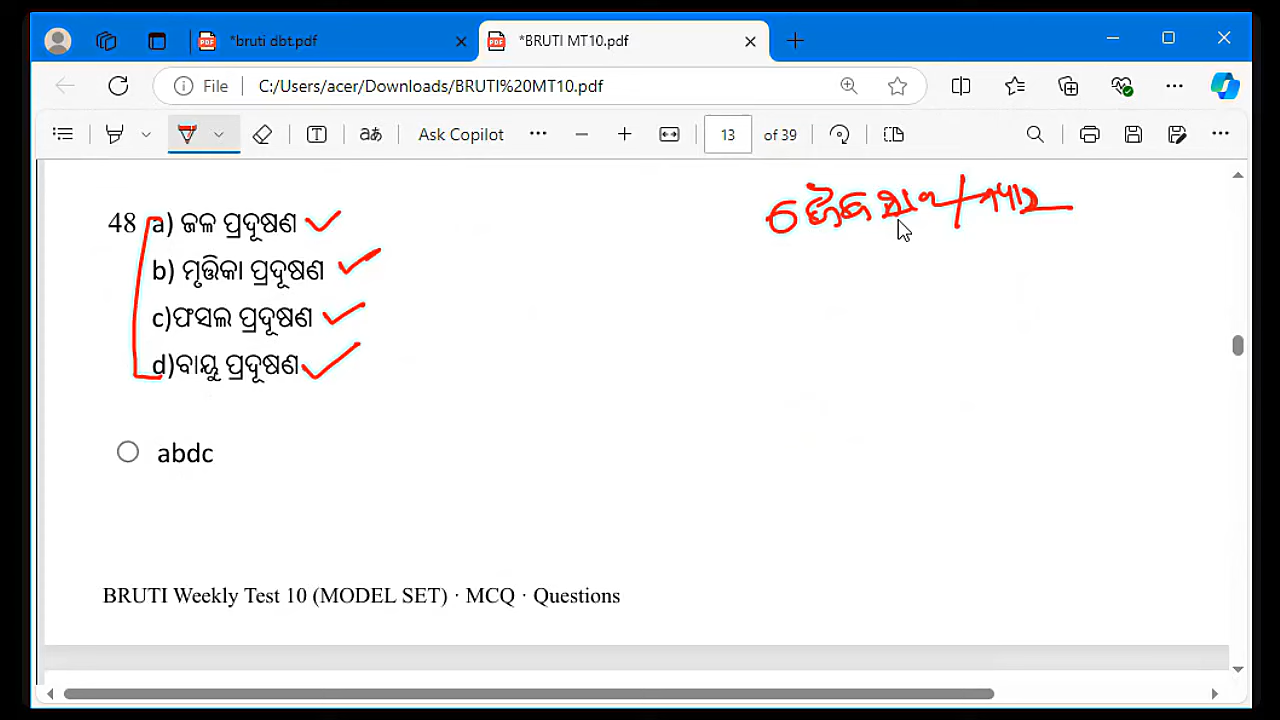 *bruti dbt.pdf
*BRUTI MT10.pdf
File
C:/Users/acer/Downloads/BRUTI%20MT10.pdf
aあ Ask Copilot 13 of 39
48 a) ଜଳ ପ୍ରଦୂଷଣ
b) ମୃତ୍ତିକା ପ୍ରଦୂଷଣ
c)ଫସଲ ପ୍ରଦୂଷଣ
d)ବାୟୁ ପ୍ରଦୂଷଣ
abdc
BRUTI Weekly Test 10 (MODEL SET) · MCQ · Questions